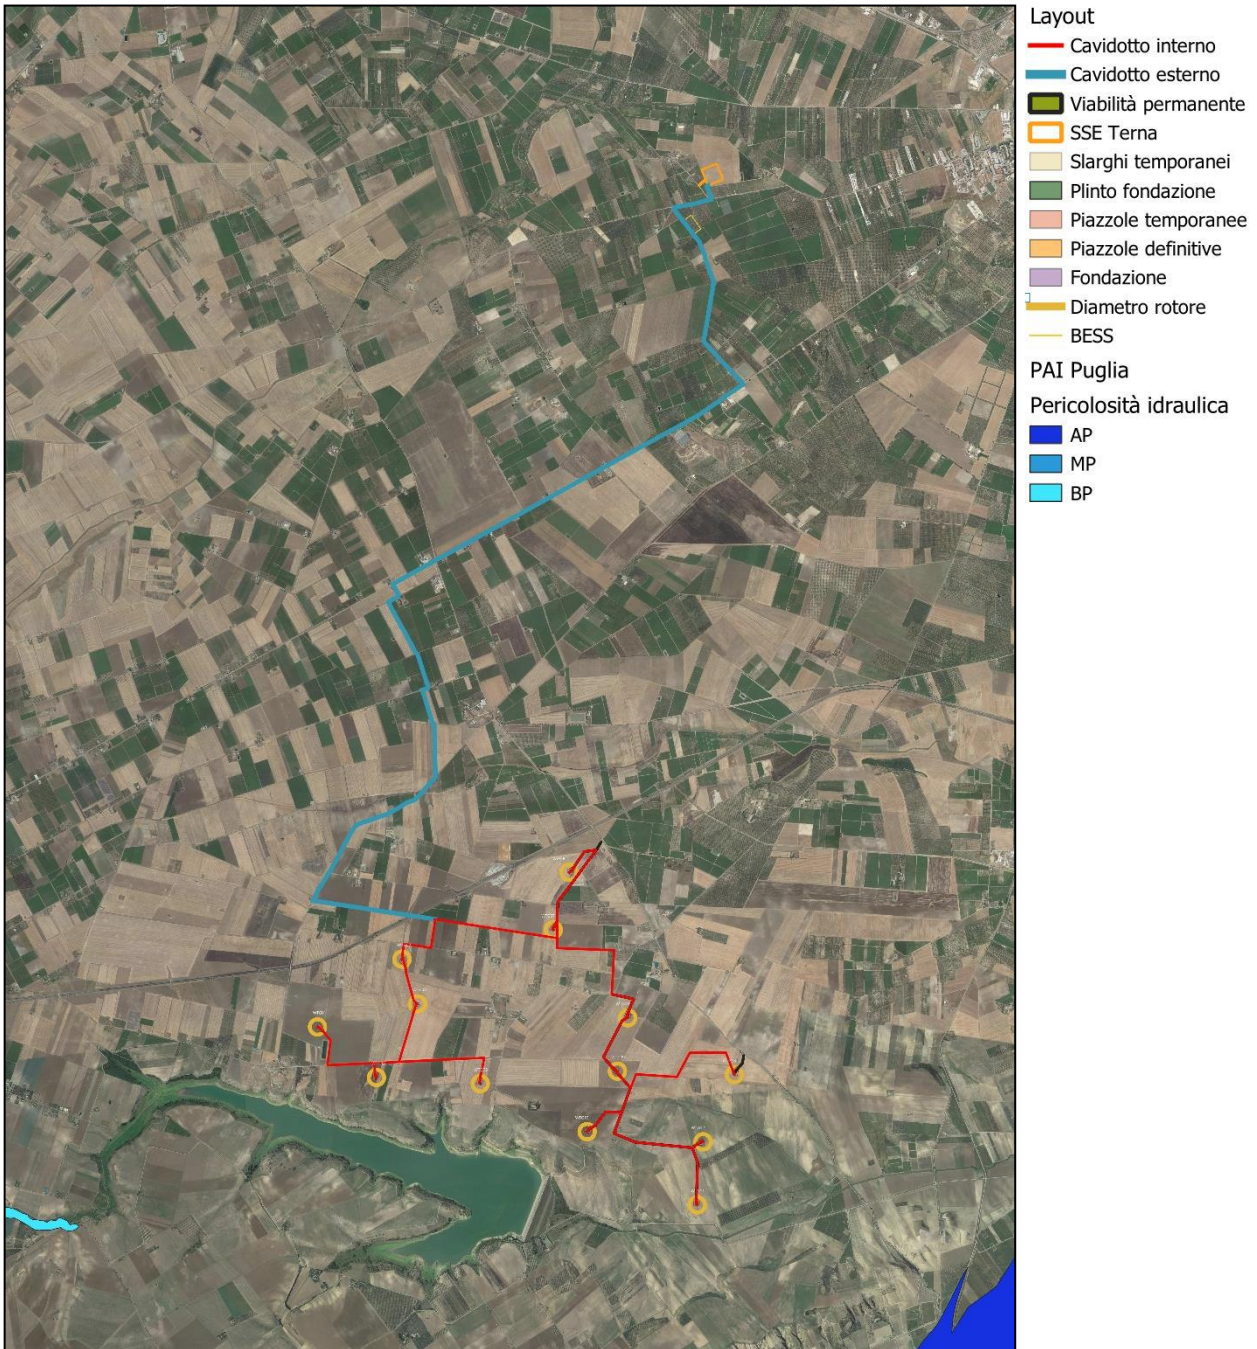 Layout
Cavidotto interno
Cavidotto esterno
Viabilità permanente
SSE Terna
Slarghi temporanei
Plinto fondazione
Piazzole temporanee
Piazzole definitive
Fondazione
Diametro rotore
BESS
PAI Puglia
Pericolosità idraulica
AP
MP
BP